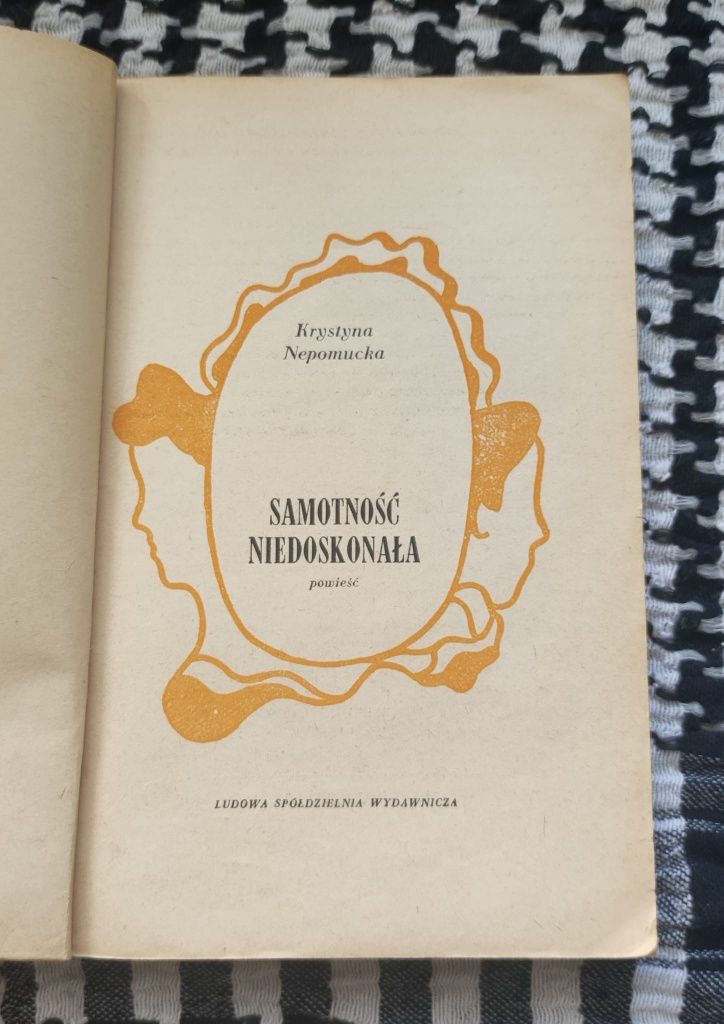 Krystyna
Nepomucka
SAMOTNOŚĆ
NIEDOSKONAŁA
powieść
LUDOWA SPÓŁDZIELNIA WYDAWNICZA